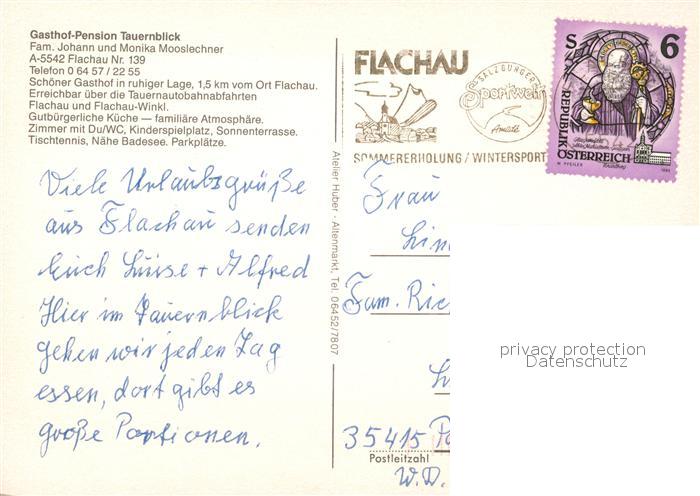 Gasthof-Pension Tauernblick
Fam. Johann und Monika Mooslechner
A-5542 Flachau Nr. 139
Telefon 0 64 57 / 22 55
Schöner Gasthof in ruhiger Lage, 1,5 km vom Ort Flachau.
Erreichbar über die Tauernautobahnabfahrten
Flachau und Flachau-Winkl.
Gutbürgerliche Küche — familiäre Atmosphäre.
Zimmer mit Du/WC, Kinderspielplatz, Sonnenterrasse.
Tischtennis, Nähe Badesee. Parkplätze.
Viele Urlaubsgrüße
aus Flachau senden
Euch Luise + Alfred
Hier im Tauernblick
gehen wir jeden Tag
essen, dort gibt es
große Portionen.
Atelier Huber · Altenmarkt, Tel. 06452/7807
FLACHAU
SALZBURGER
Sportwelt
Amadé
SOMMERERHOLUNG / WINTERSPORT
S 6
REPUBLIK
ÖSTERREICH
Frau
Fam. Ric
35415
Postleitzahl
W.D.
privacy protection
Datenschutz